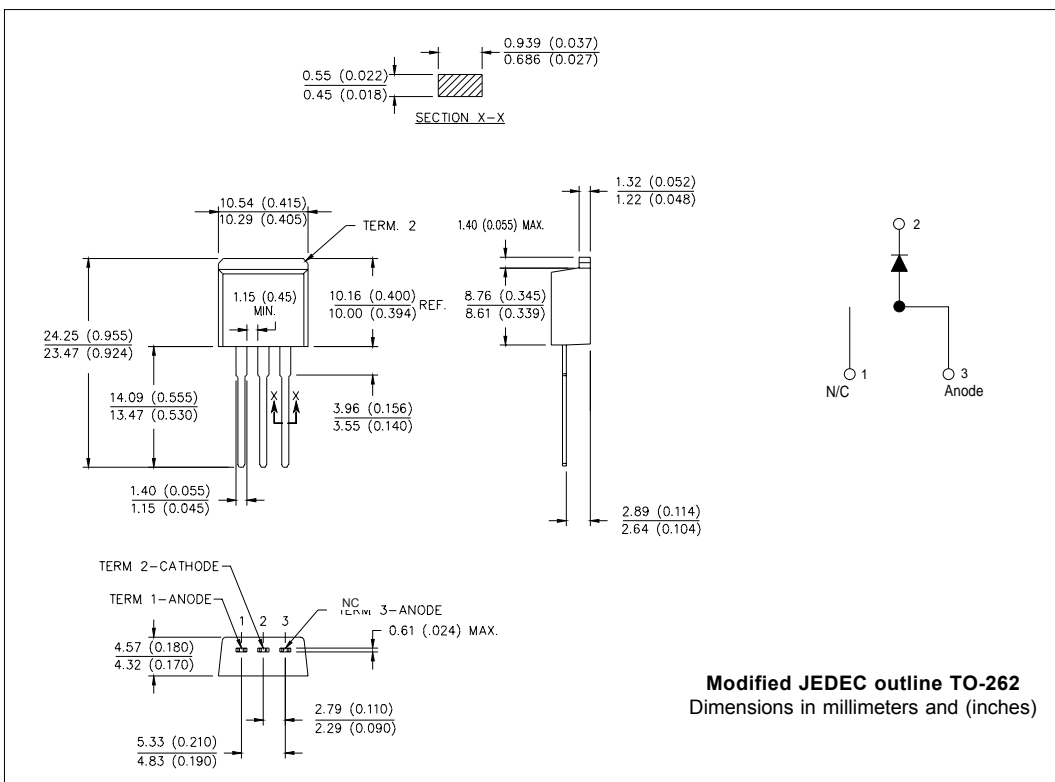 0.939 (0.037)
0.686 (0.027)
0.55 (0.022)
0.45 (0.018)
SECTION X-X
1.32 (0.052)
1.22 (0.048)
10.54 (0.415)
10.29 (0.405)
TERM. 2
1.40 (0.055) MAX.
2
1.15 (0.45)
MIN.
10.16 (0.400)
10.00 (0.394)
REF.
8.76 (0.345)
8.61 (0.339)
24.25 (0.955)
23.47 (0.924)
14.09 (0.555)
13.47 (0.530)
X X
3.96 (0.156)
3.55 (0.140)
1
N/C
3
Anode
1.40 (0.055)
1.15 (0.045)
2.89 (0.114)
2.64 (0.104)
TERM 2-CATHODE
TERM 1-ANODE
NC
TERM 3-ANODE
1 2 3
0.61 (.024) MAX.
4.57 (0.180)
4.32 (0.170)
2.79 (0.110)
2.29 (0.090)
5.33 (0.210)
4.83 (0.190)
Modified JEDEC outline TO-262
Dimensions in millimeters and (inches)